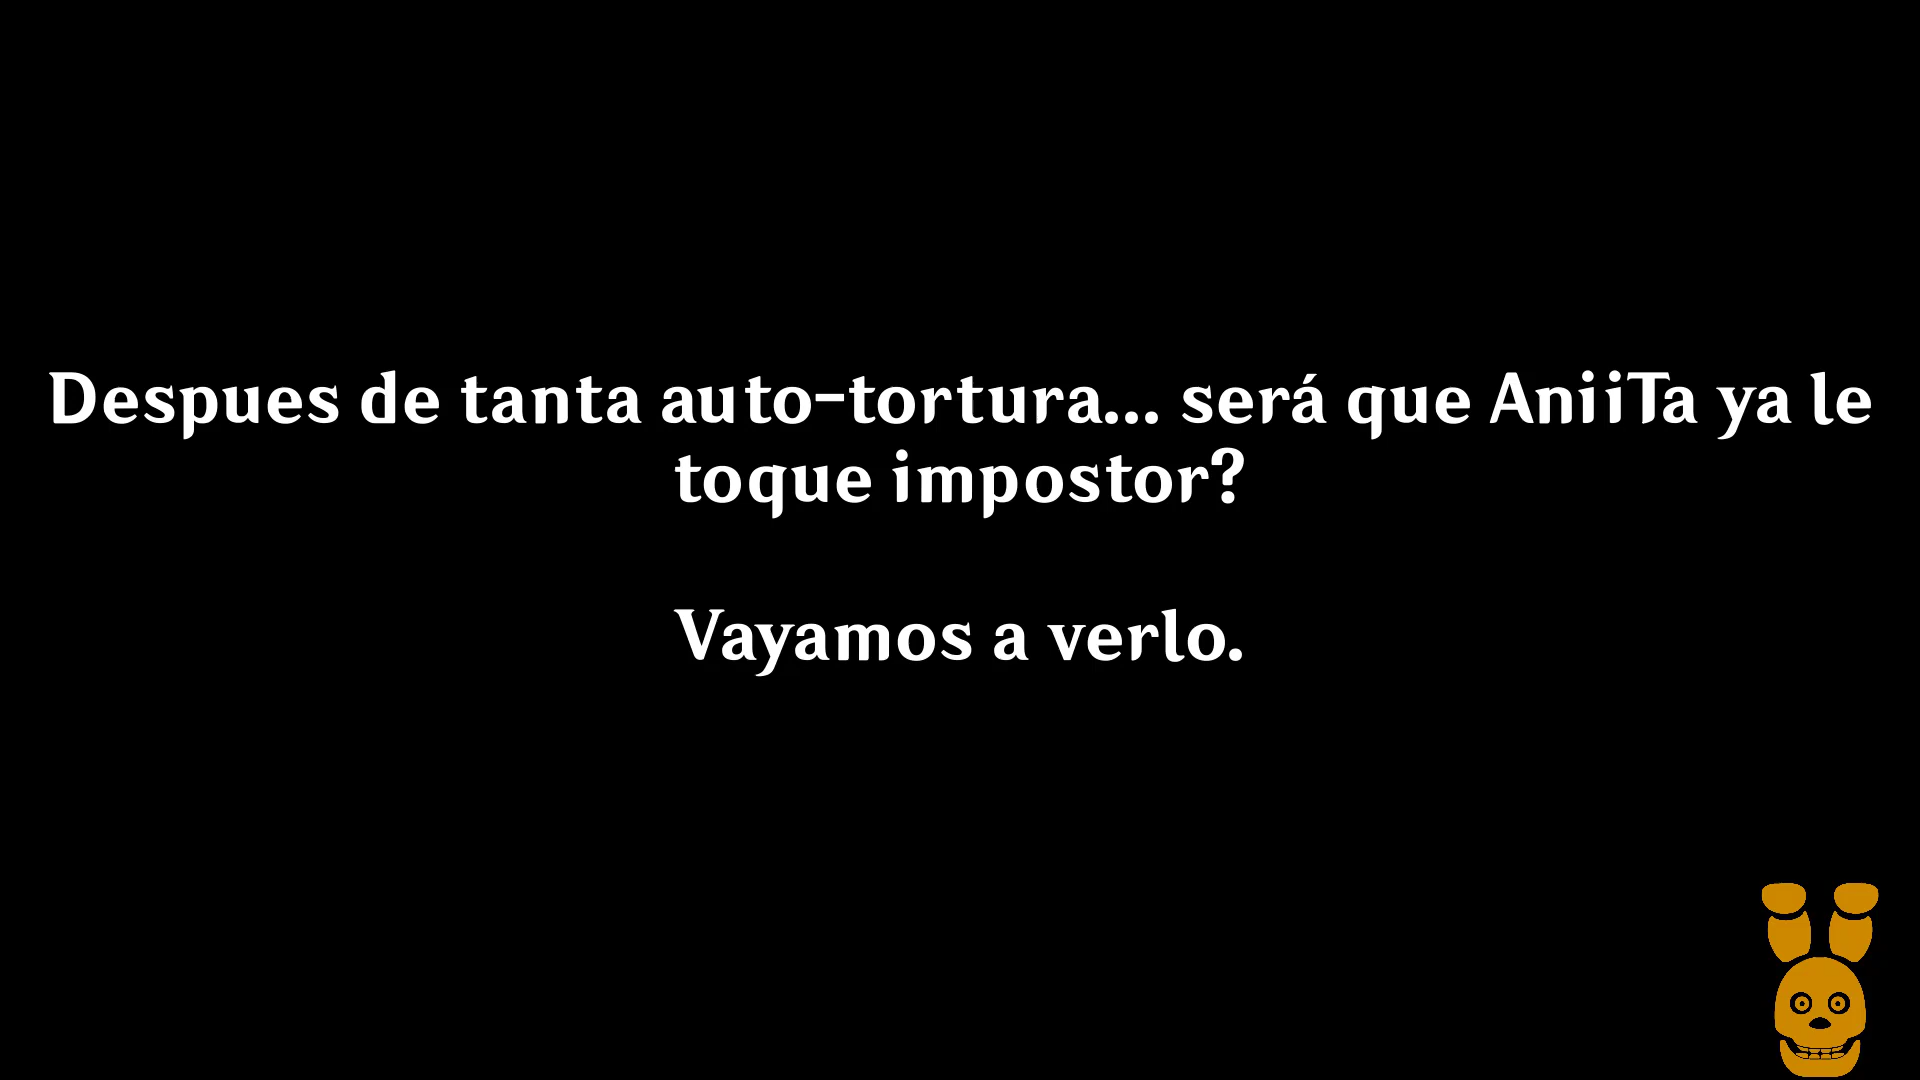 Despues de tanta auto-tortura... será que AniiTa ya le
toque impostor?
Vayamos a verlo.